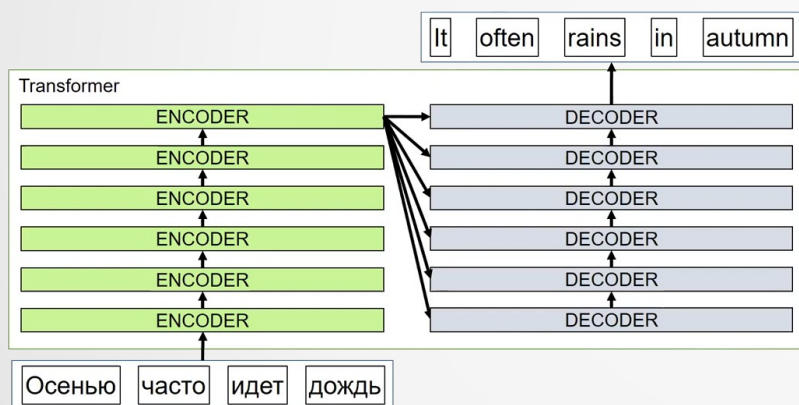 It often rains in autumn
Transformer
ENCODER DECODER
ENCODER DECODER
ENCODER DECODER
ENCODER DECODER
ENCODER DECODER
ENCODER DECODER
Осенью часто идет дождь